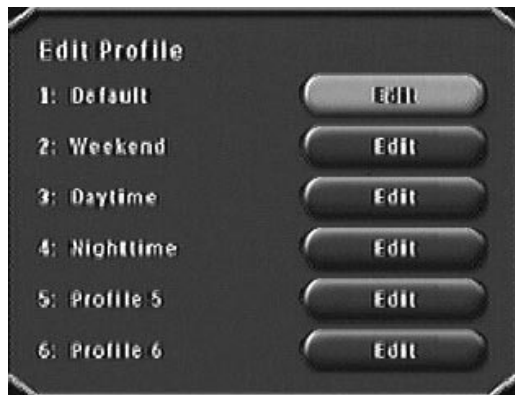 Edit Profile
1: Default Edit
2: Weekend Edit
3: Daytime Edit
4: Nighttime Edit
5: Profile 5 Edit
6: Profile 6 Edit